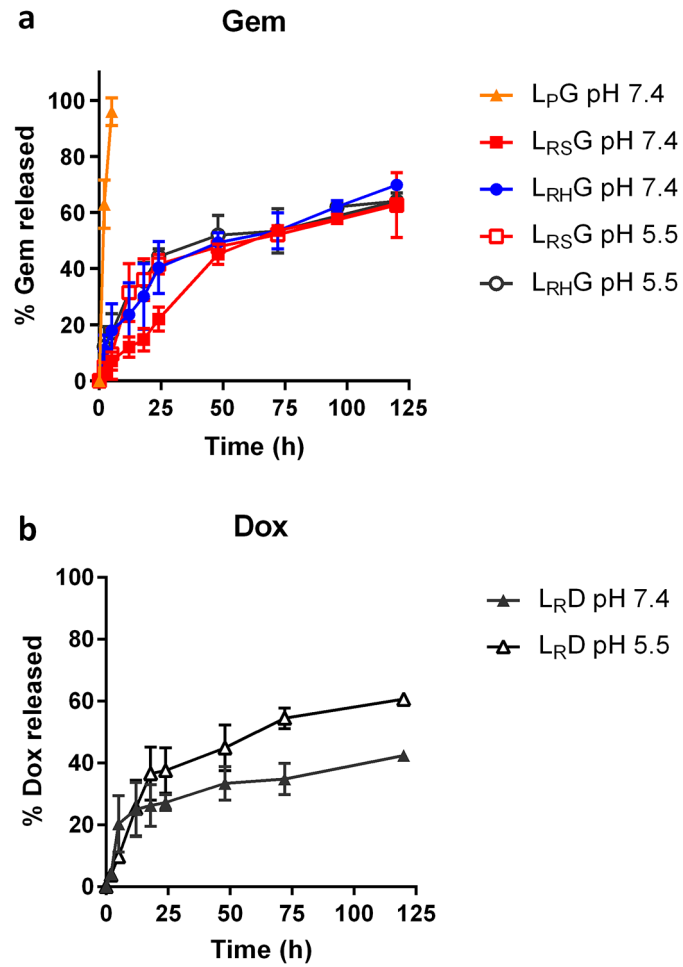 a
Gem
% Gem released
100
80
60
40
20
0
0 25 50 75 100 125
Time (h)
LPG pH 7.4
LRSG pH 7.4
LRHG pH 7.4
LRSG pH 5.5
LRHG pH 5.5
b
Dox
% Dox released
100
80
60
40
20
0
0 25 50 75 100 125
Time (h)
LRD pH 7.4
LRD pH 5.5